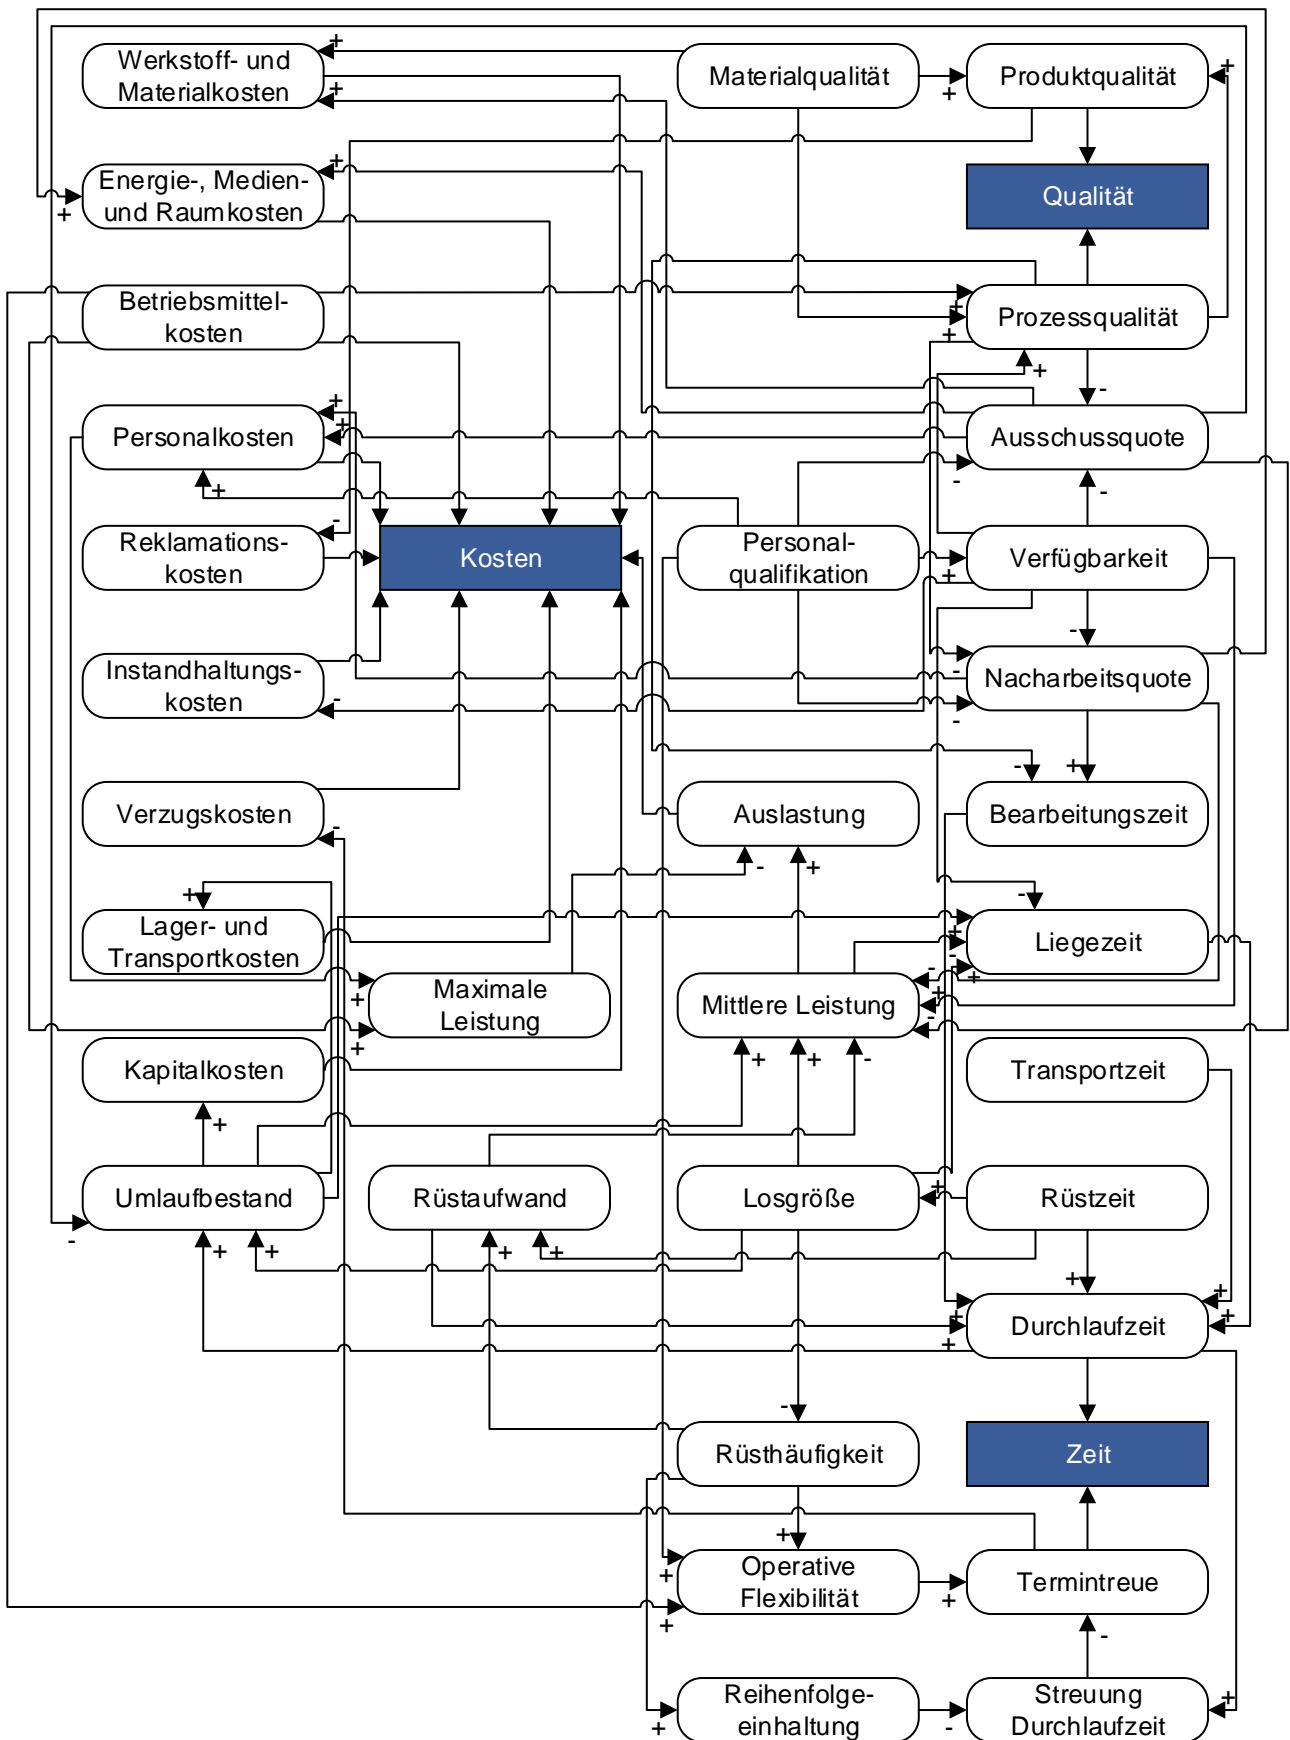 Werkstoff- und
Materialkosten
Materialqualität
Produktqualität
Energie-, Medien-
und Raumkosten
Qualität
Betriebsmittel-
kosten
Prozessqualität
Personalkosten
Ausschussquote
Reklamations-
kosten
Kosten
Personal-
qualifikation
Verfügbarkeit
Instandhaltungs-
kosten
Nacharbeitsquote
Verzugskosten
Auslastung
Bearbeitungszeit
Lager- und
Transportkosten
Liegezeit
Maximale
Leistung
Mittlere Leistung
Kapitalkosten
Transportzeit
Umlaufbestand
Rüstaufwand
Losgröße
Rüstzeit
Durchlaufzeit
Rüsthäufigkeit
Zeit
Operative
Flexibilität
Termintreue
Reihenfolge-
einhaltung
Streuung
Durchlaufzeit